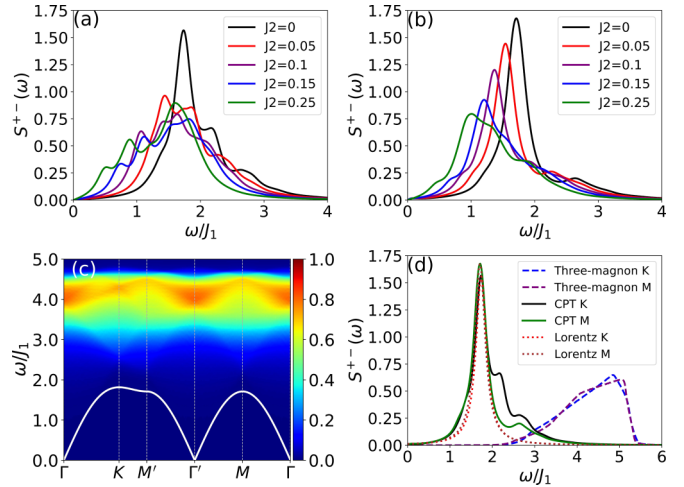 (a)
S⁺⁻(ω)
1.75
1.50
1.25
1.00
0.75
0.50
0.25
0.00
J2=0
J2=0.05
J2=0.1
J2=0.15
J2=0.25
0 1 2 3 4
ω/J₁
(b)
S⁺⁻(ω)
1.75
1.50
1.25
1.00
0.75
0.50
0.25
0.00
J2=0
J2=0.05
J2=0.1
J2=0.15
J2=0.25
0 1 2 3 4
ω/J₁
(c)
ω/J₁
5.0
4.0
3.0
2.0
1.0
0.0
Γ K M′ Γ′ M Γ
1.0
0.8
0.6
0.4
0.2
0.0
(d)
S⁺⁻(ω)
1.75
1.50
1.25
1.00
0.75
0.50
0.25
0.00
Three-magnon K
Three-magnon M
CPT K
CPT M
Lorentz K
Lorentz M
0 1 2 3 4 5 6
ω/J₁